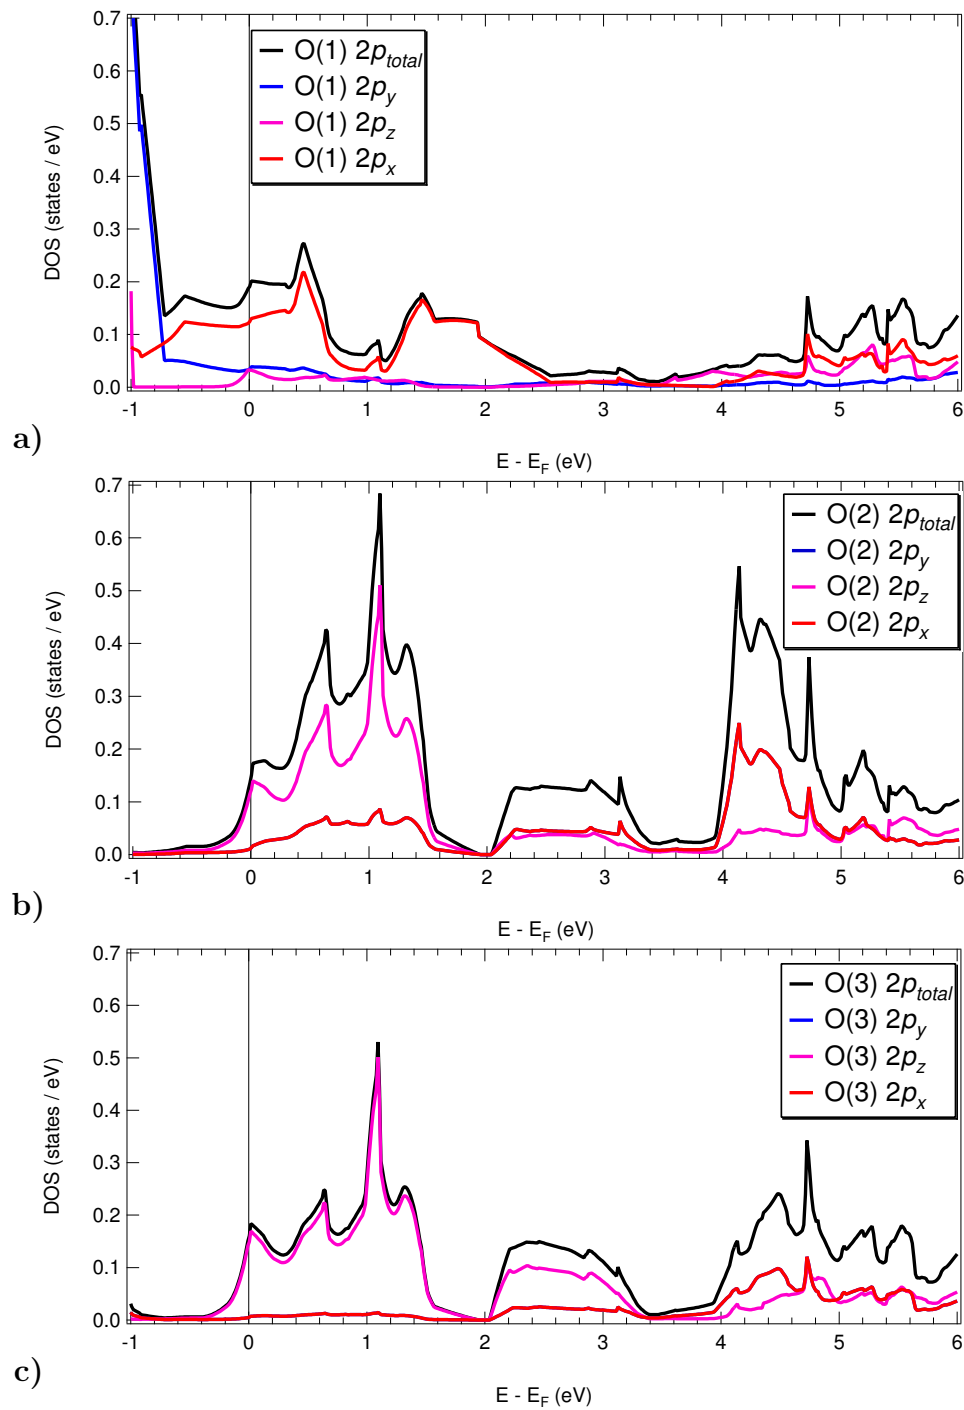 0.7
0.6
0.5
0.4
0.3
0.2
0.1
0.0
DOS (states / eV)
O(1) 2p_total
O(1) 2p_y
O(1) 2p_z
O(1) 2p_x
-1 0 1 2 3 4 5 6
a)
E - E_F (eV)
0.7
0.6
0.5
0.4
0.3
0.2
0.1
0.0
DOS (states / eV)
O(2) 2p_total
O(2) 2p_y
O(2) 2p_z
O(2) 2p_x
-1 0 1 2 3 4 5 6
b)
E - E_F (eV)
0.7
0.6
0.5
0.4
0.3
0.2
0.1
0.0
DOS (states / eV)
O(3) 2p_total
O(3) 2p_y
O(3) 2p_z
O(3) 2p_x
-1 0 1 2 3 4 5 6
c)
E - E_F (eV)